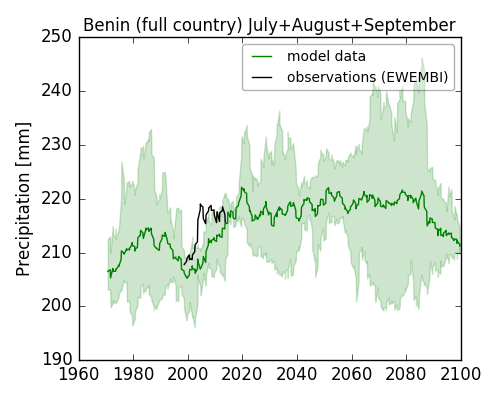 Benin (full country) July+August+September
model data
observations (EWEMBI)
Precipitation [mm]
250
240
230
220
210
200
190
1960 1980 2000 2020 2040 2060 2080 2100